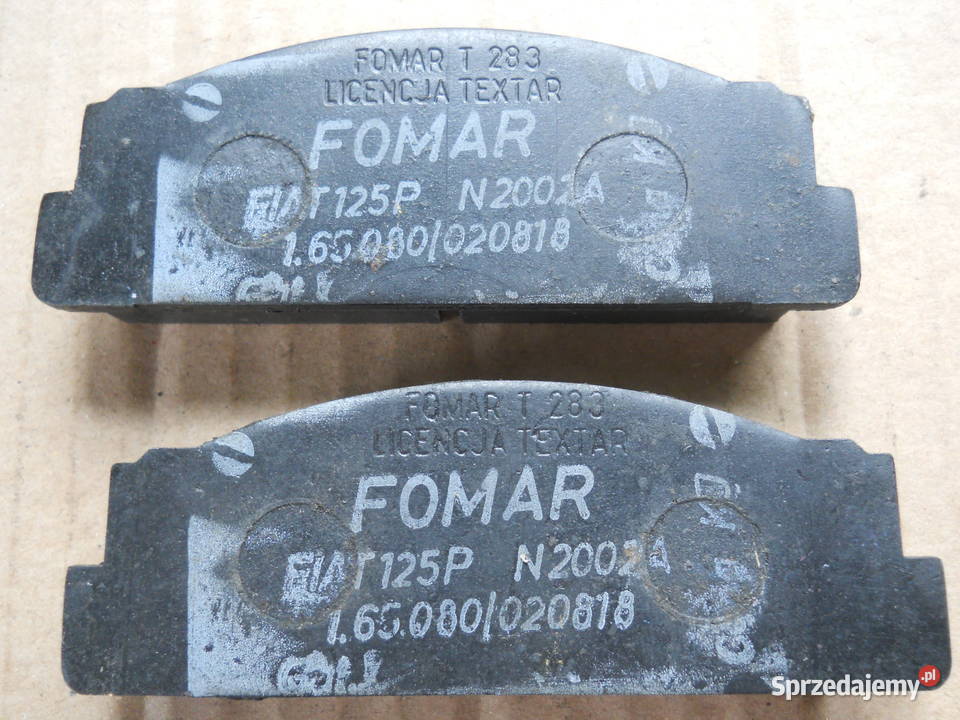 FOMAR T 283
LICENCJA TEXTAR
FOMAR
FIAT125P N2002A
1.65.080/020818
FOMAR T 283
LICENCJA TEXTAR
FOMAR
FIAT125P N2002A
1.65.080/020818
Sprzedajemy.pl